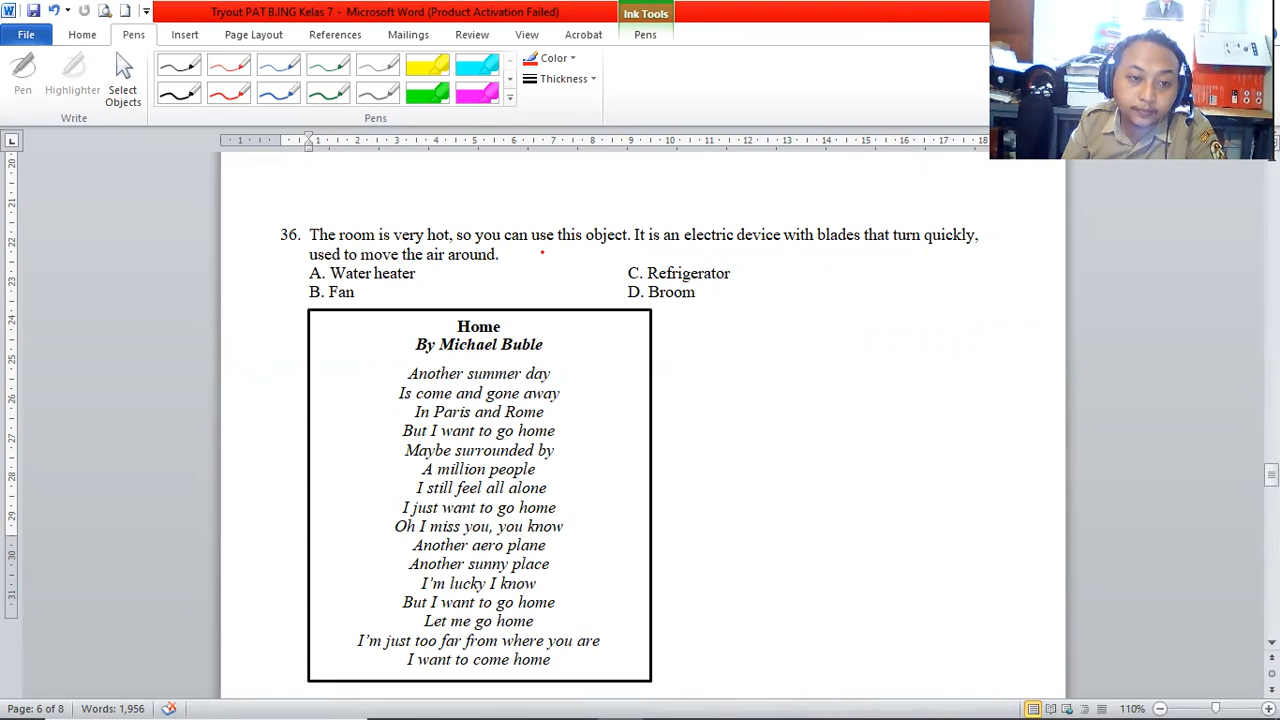 Tryout PAT B.ING Kelas 7 - Microsoft Word (Product Activation Failed)
Ink Tools
File Home Pens Insert Page Layout References Mailings Review View Acrobat Pens
Pen
Highlighter
Select Objects
Color
Thickness
Write
Pens
36. The room is very hot, so you can use this object. It is an electric device with blades that turn quickly,
used to move the air around.
A. Water heater
C. Refrigerator
B. Fan
D. Broom
Home
By Michael Buble
Another summer day
Is come and gone away
In Paris and Rome
But I want to go home
Maybe surrounded by
A million people
I still feel all alone
I just want to go home
Oh I miss you, you know
Another aero plane
Another sunny place
I'm lucky I know
But I want to go home
Let me go home
I'm just too far from where you are
I want to come home
Page: 6 of 8 Words: 1,956 110%